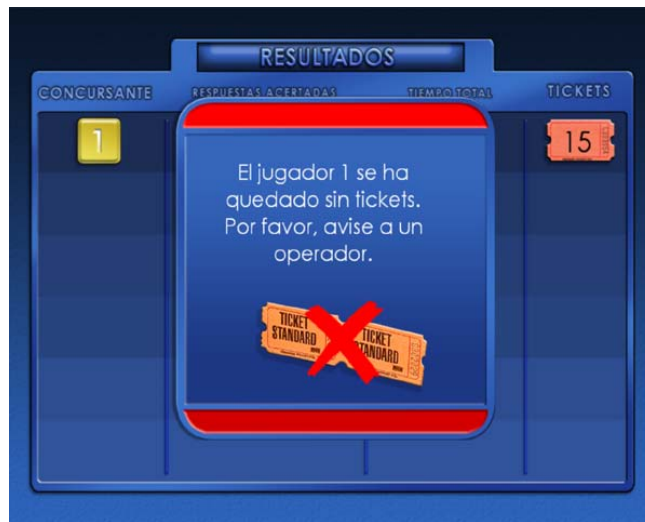 RESULTADOS
CONCURSANTE RESPUESTAS ACERTADAS TIEMPO TOTAL TICKETS
1 15
El jugador 1 se ha
quedado sin tickets.
Por favor, avise a un
operador.
TICKET
STANDARD
TICKET
STANDARD